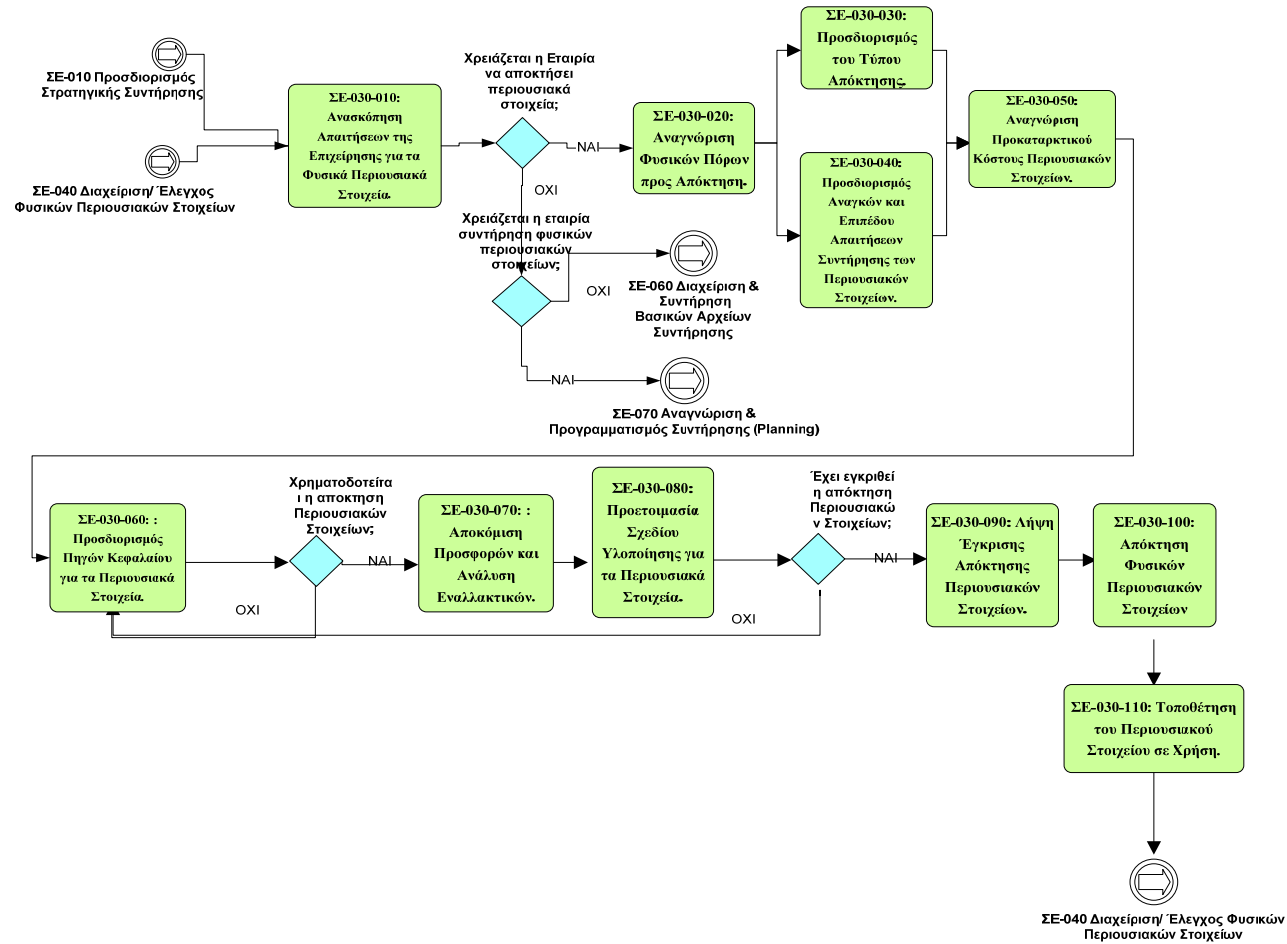 ΣΕ-010 Προσδιορισμός
Στρατηγικής Συντήρησης
ΣΕ-040 Διαχείριση/ Έλεγχος
Φυσικών Περιουσιακών Στοιχείων
ΣΕ-030-010:
Ανασκόπηση
Απαιτήσεων της
Επιχείρησης για τα
Φυσικά Περιουσιακά
Στοιχεία.
Χρειάζεται η Εταιρία
να αποκτήσει
περιουσιακά
στοιχεία;
ΝΑΙ
ΟΧΙ
ΣΕ-030-020:
Αναγνώριση
Φυσικών Πόρων
προς Απόκτηση.
ΣΕ-030-030:
Προσδιορισμός
του Τύπου
Απόκτησης.
ΣΕ-030-040:
Προσδιορισμός
Αναγκών και
Επιπέδου
Απαιτήσεων
Συντήρησης των
Περιουσιακών
Στοιχείων.
ΣΕ-030-050:
Αναγνώριση
Προκαταρκτικού
Κόστους Περιουσιακών
Στοιχείων.
Χρειάζεται η εταιρία
συντήρηση φυσικών
περιουσιακών
στοιχείων;
ΟΧΙ
ΣΕ-060 Διαχείριση &
Συντήρηση
Βασικών Αρχείων
Συντήρησης
ΝΑΙ
ΣΕ-070 Αναγνώριση &
Προγραμματισμός Συντήρησης (Planning)
ΣΕ-030-060: :
Προσδιορισμός
Πηγών Κεφαλαίου
για τα Περιουσιακά
Στοιχεία.
Χρηματοδοτείτα
ι η αποκτηση
Περιουσιακών
Στοιχείων;
ΝΑΙ
ΟΧΙ
ΣΕ-030-070: :
Αποκόμιση
Προσφορών και
Ανάλυση
Εναλλακτικών.
ΣΕ-030-080:
Προετοιμασία
Σχεδίου
Υλοποίησης για
τα Περιουσιακά
Στοιχεία.
Έχει εγκριθεί
η απόκτηση
Περιουσιακώ
ν Στοιχείων;
ΝΑΙ
ΟΧΙ
ΣΕ-030-090: Λήψη
Έγκρισης
Απόκτησης
Περιουσιακών
Στοιχείων.
ΣΕ-030-100:
Απόκτηση
Φυσικών
Περιουσιακών
Στοιχείων
ΣΕ-030-110: Τοποθέτηση
του Περιουσιακού
Στοιχείου σε Χρήση.
ΣΕ-040 Διαχείριση/ Έλεγχος Φυσικών
Περιουσιακών Στοιχείων